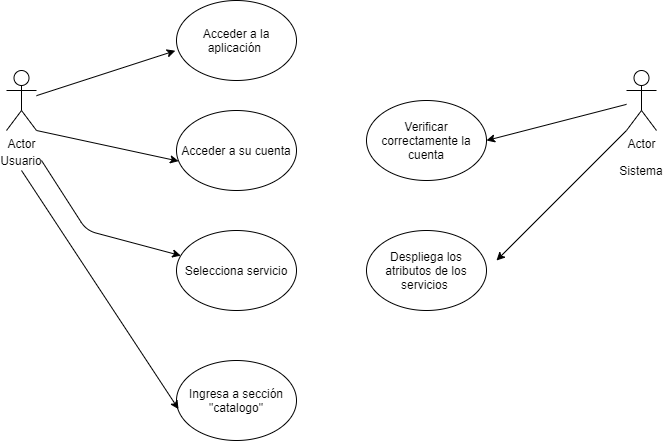 Acceder a la
aplicación
Actor
Usuario
Acceder a su cuenta
Verificar
correctamente la
cuenta
Actor
Sistema
Selecciona servicio
Despliega los
atributos de los
servicios
Ingresa a sección
"catalogo"